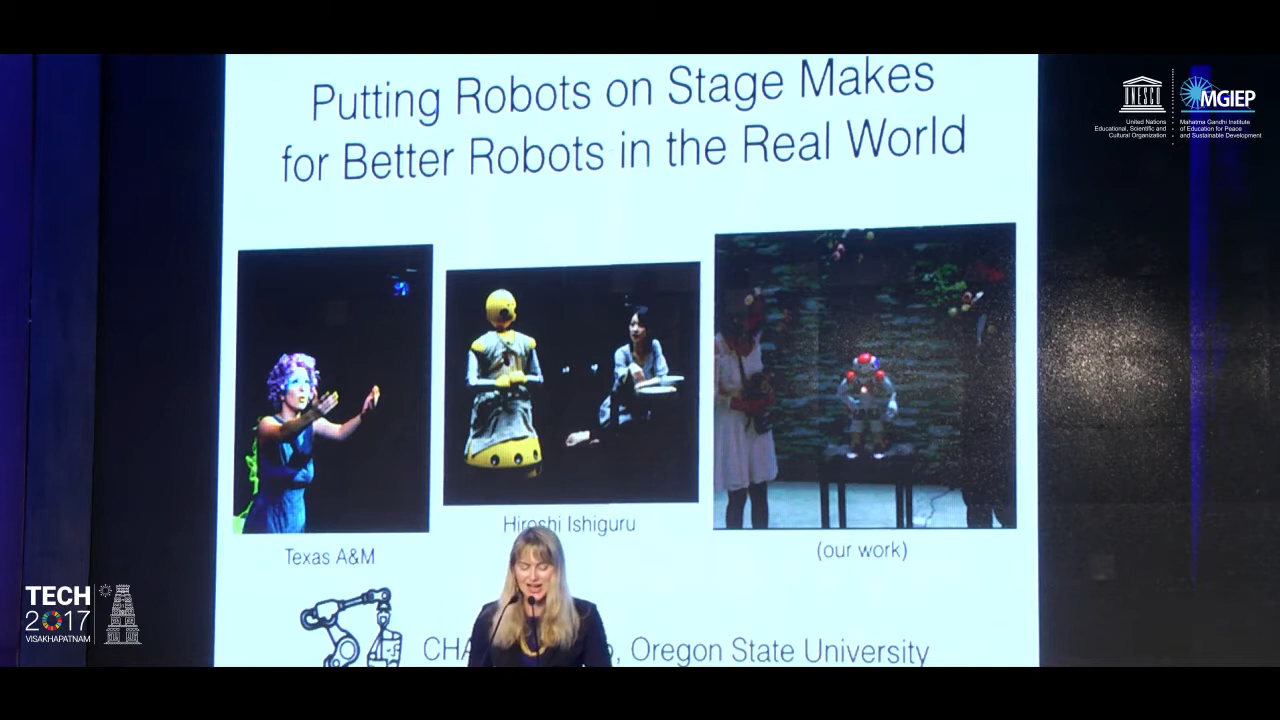 Putting Robots on Stage Makes
for Better Robots in the Real World
UNESCO
MGIEP
United Nations
Educational, Scientific and
Cultural Organization
Mahatma Gandhi Institute
of Education for Peace
and Sustainable Development
Texas A&M
Hiroshi Ishiguru
(our work)
TECH
2017
VISAKHAPATNAM
CHA
, Oregon State University